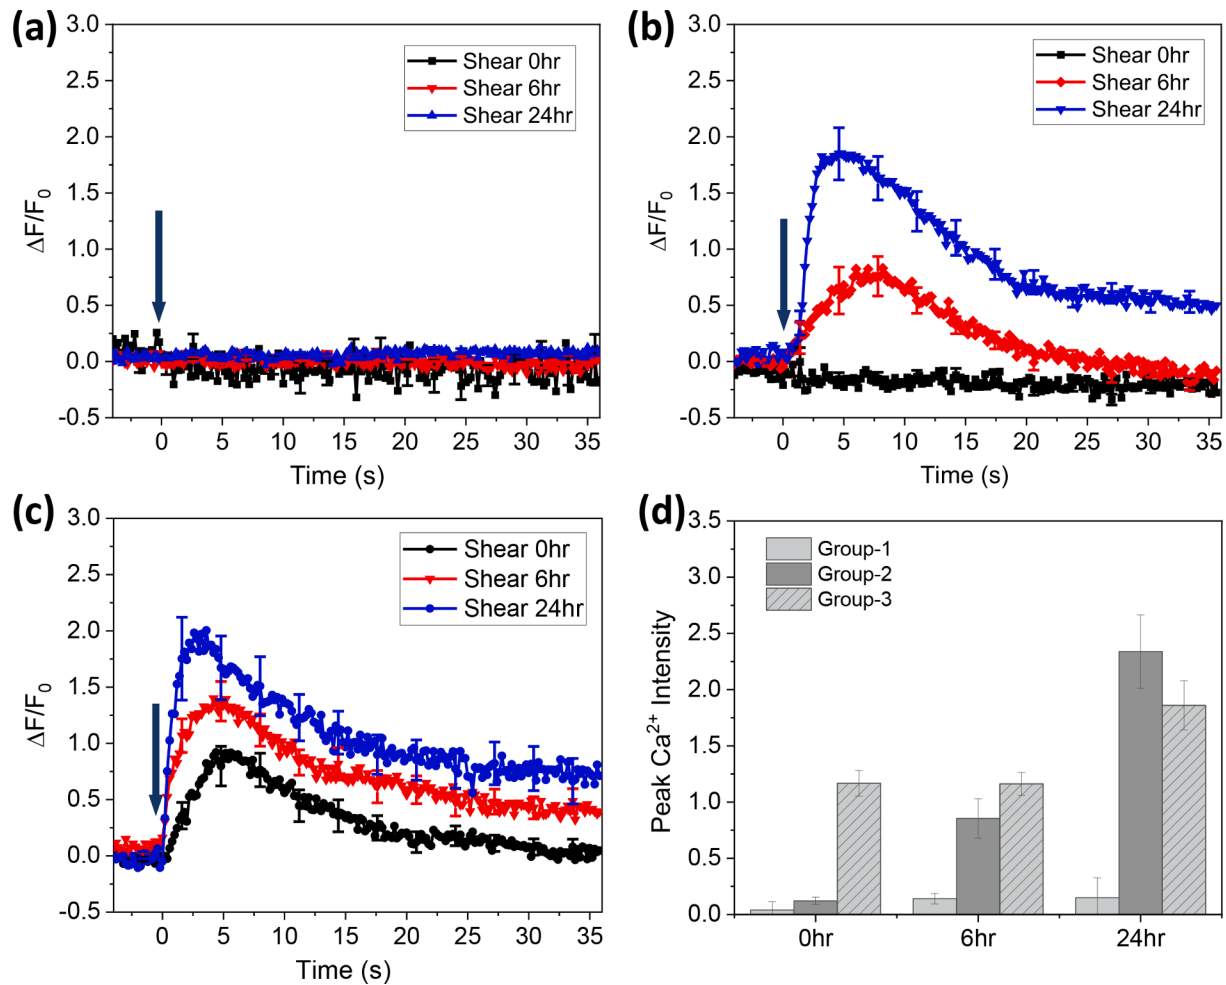 (a)
3.0
2.5
2.0
1.5
1.0
0.5
0.0
-0.5
ΔF/F0
Shear 0hr
Shear 6hr
Shear 24hr
0 5 10 15 20 25 30 35
Time (s)
(b)
3.0
2.5
2.0
1.5
1.0
0.5
0.0
-0.5
ΔF/F0
Shear 0hr
Shear 6hr
Shear 24hr
0 5 10 15 20 25 30 35
Time (s)
(c)
3.0
2.5
2.0
1.5
1.0
0.5
0.0
-0.5
ΔF/F0
Shear 0hr
Shear 6hr
Shear 24hr
0 5 10 15 20 25 30 35
Time (s)
(d)
3.5
3.0
2.5
2.0
1.5
1.0
0.5
0.0
Peak Ca2+ Intensity
Group-1
Group-2
Group-3
0hr 6hr 24hr